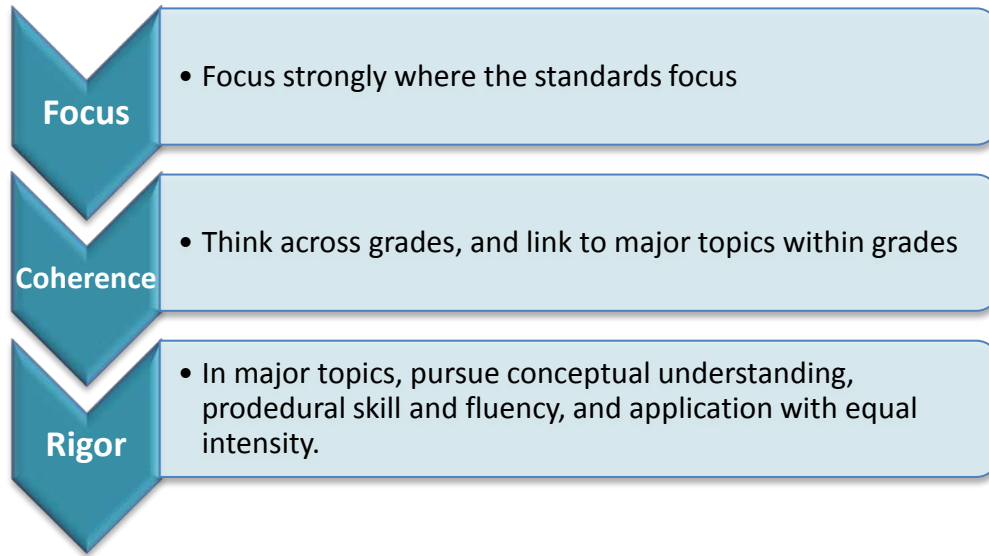 Focus
• Focus strongly where the standards focus
Coherence
• Think across grades, and link to major topics within grades
Rigor
• In major topics, pursue conceptual understanding,
prodedural skill and fluency, and application with equal
intensity.